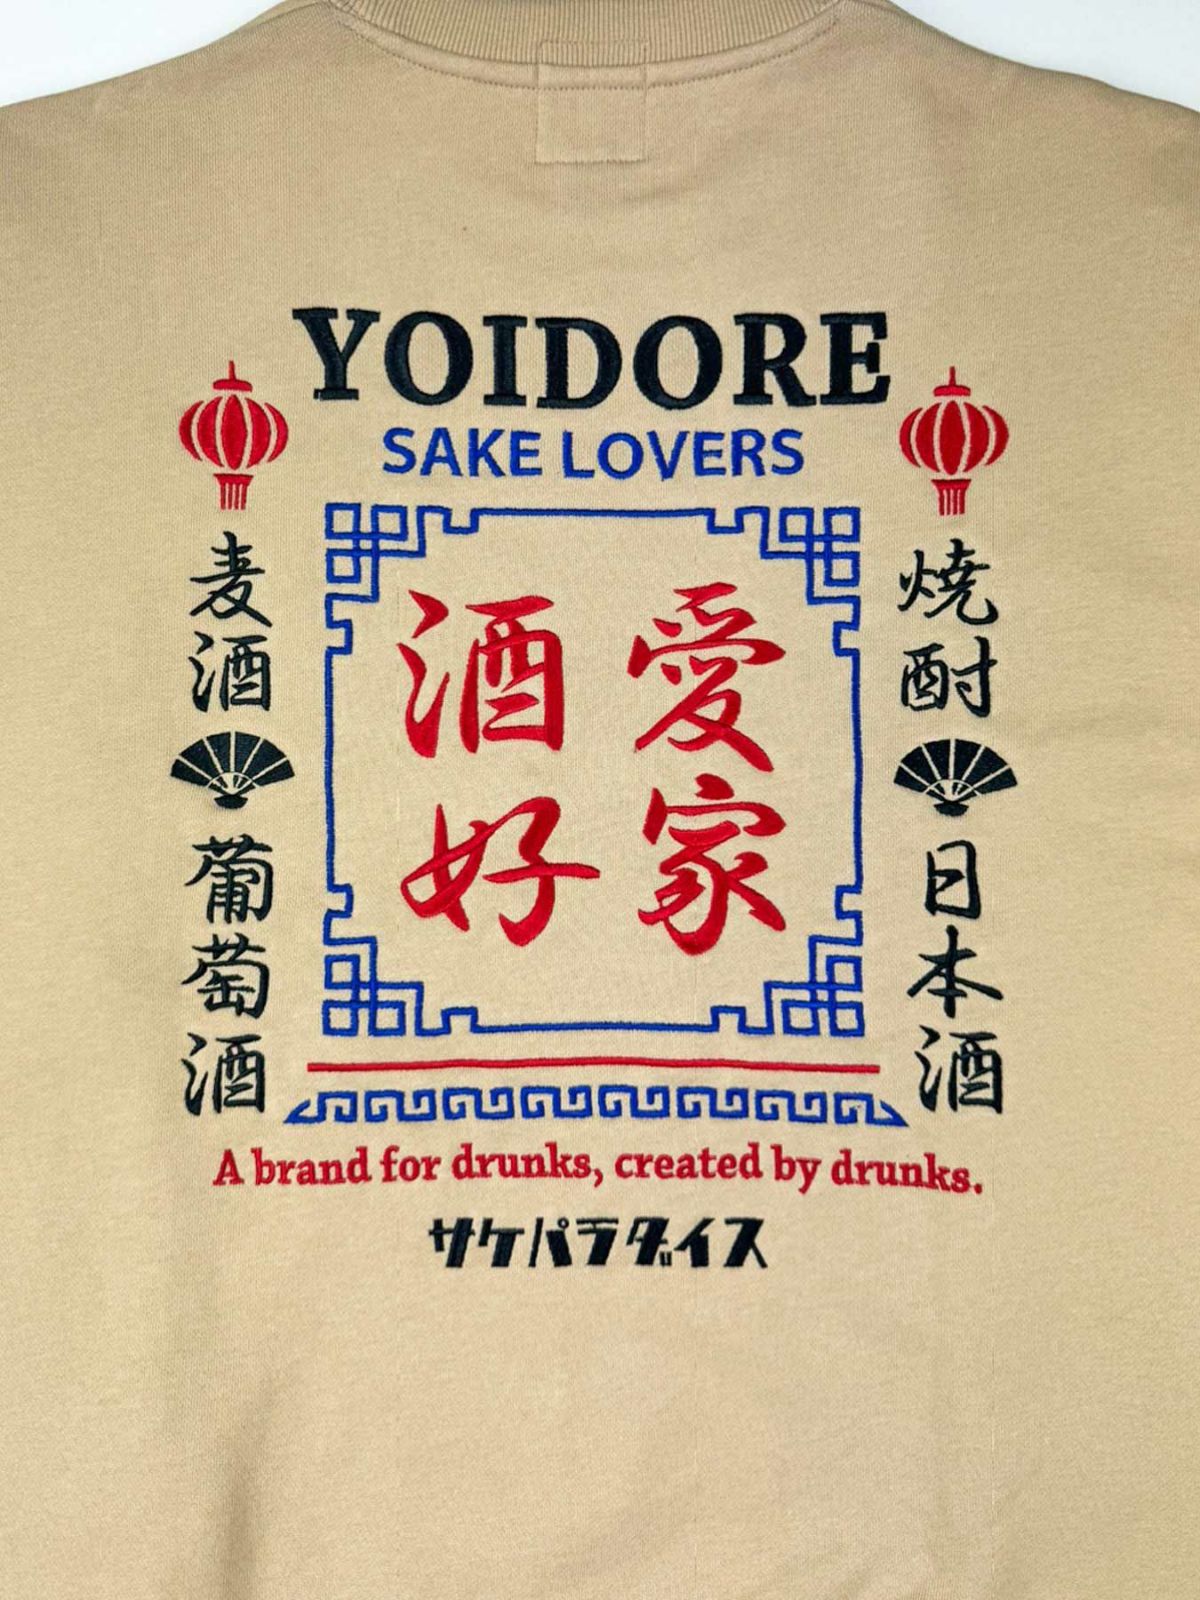 YOIDORE
SAKE LOVERS
焼酎
日本酒
愛家
酒好
麦酒
葡萄酒
A brand for drunks, created by drunks.
サケパラダイス